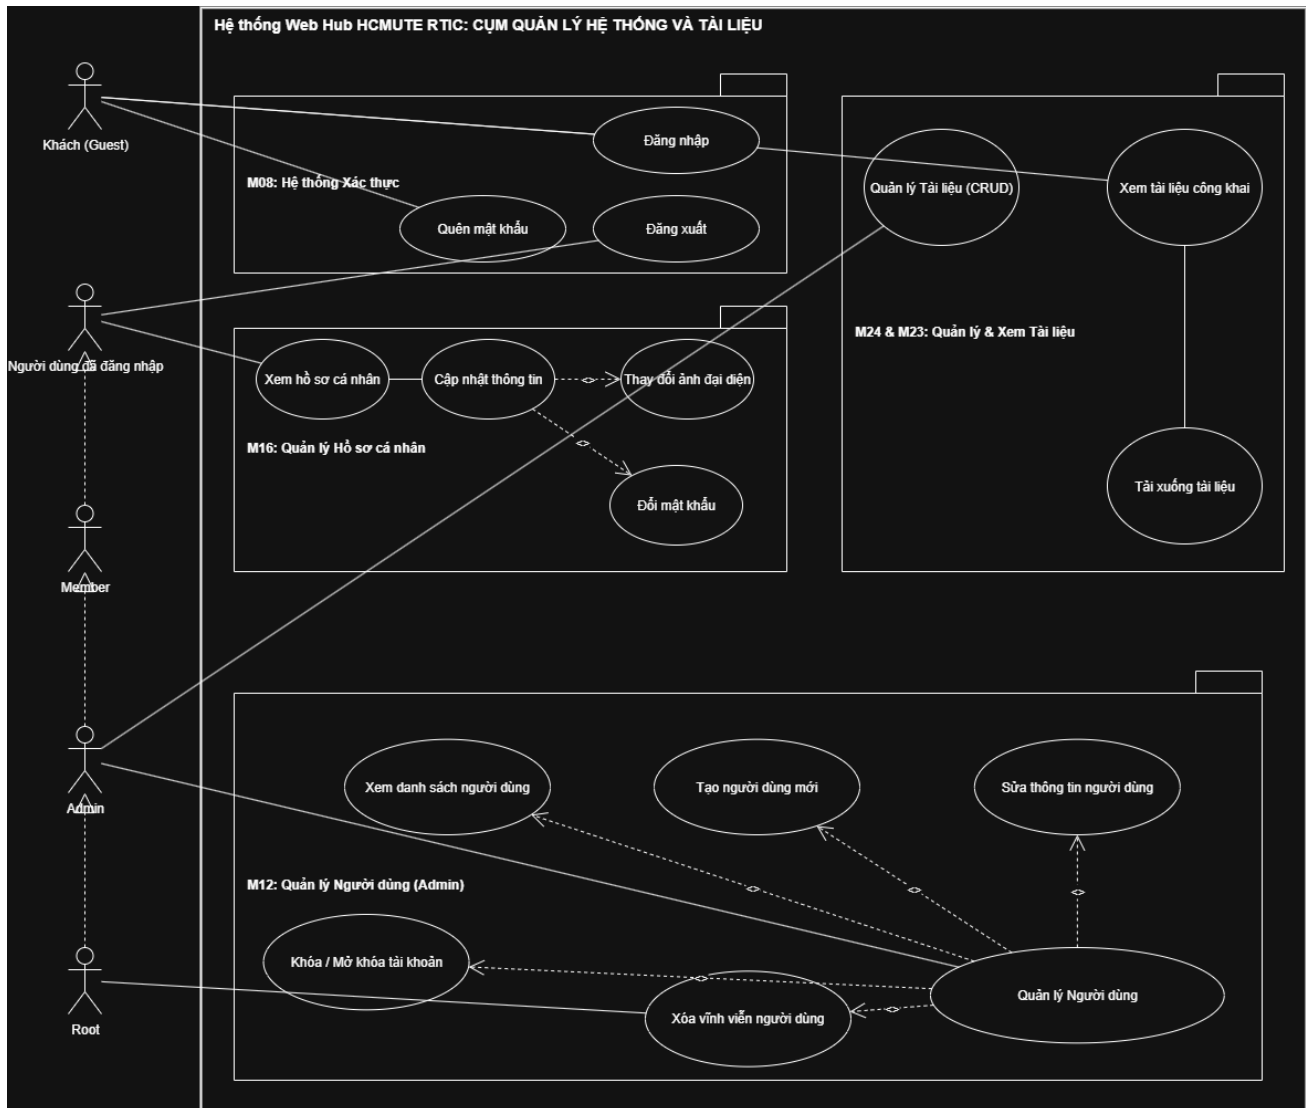 Hệ thống Web Hub HCMUTE RTIC: CỤM QUẢN LÝ HỆ THỐNG VÀ TÀI LIỆU
Khách (Guest)
Đăng nhập
M08: Hệ thống Xác thực
Quên mật khẩu
Đăng xuất
Quản lý Tài liệu (CRUD)
Xem tài liệu công khai
M24 & M23: Quản lý & Xem Tài liệu
Tải xuống tài liệu
Người dùng đã đăng nhập
Xem hồ sơ cá nhân
Cập nhật thông tin
Thay đổi ảnh đại diện
M16: Quản lý Hồ sơ cá nhân
Đổi mật khẩu
Member
Admin
Xem danh sách người dùng
Tạo người dùng mới
Sửa thông tin người dùng
M12: Quản lý Người dùng (Admin)
Khóa / Mở khóa tài khoản
Xóa vĩnh viễn người dùng
Quản lý Người dùng
Root